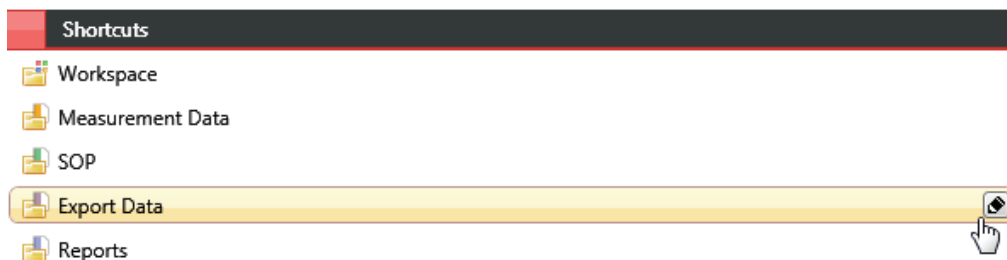 Shortcuts
Workspace
Measurement Data
SOP
Export Data
Reports